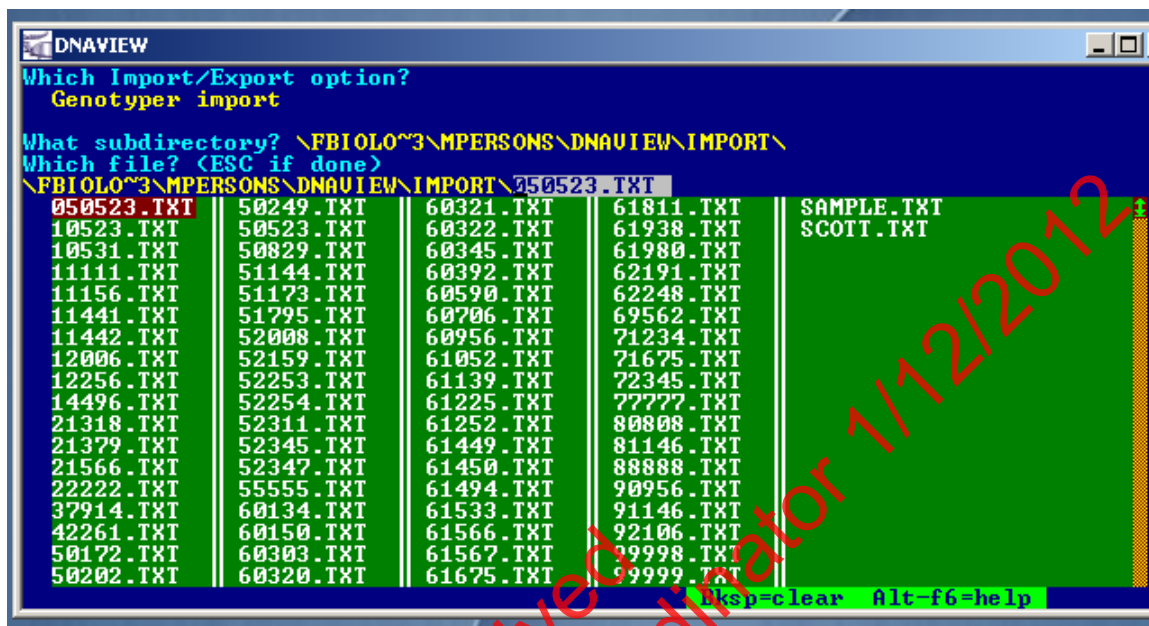 DNAVIEW
Which Import/Export option?
Genotyper import
What subdirectory? \FBIOLO~3\MPERSONS\DNAVIEW\IMPORT\
Which file? (ESC if done)
\FBIOLO~3\MPERSONS\DNAVIEW\IMPORT\050523.TXT
050523.TXT 50249.TXT 60321.TXT 61811.TXT SAMPLE.TXT
10523.TXT 50523.TXT 60322.TXT 61938.TXT SCOTT.TXT
10531.TXT 50829.TXT 60345.TXT 61980.TXT
11111.TXT 51144.TXT 60392.TXT 62191.TXT
11156.TXT 51173.TXT 60590.TXT 62248.TXT
11441.TXT 51795.TXT 60706.TXT 69562.TXT
11442.TXT 52008.TXT 60956.TXT 71234.TXT
12006.TXT 52159.TXT 61052.TXT 71675.TXT
12256.TXT 52253.TXT 61139.TXT 72345.TXT
14496.TXT 52254.TXT 61225.TXT 77777.TXT
21318.TXT 52311.TXT 61252.TXT 80808.TXT
21379.TXT 52345.TXT 61449.TXT 81146.TXT
21566.TXT 52347.TXT 61450.TXT 88888.TXT
22222.TXT 55555.TXT 61494.TXT 90956.TXT
37914.TXT 60134.TXT 61533.TXT 91146.TXT
42261.TXT 60150.TXT 61566.TXT 92106.TXT
50172.TXT 60303.TXT 61567.TXT 99998.TXT
50202.TXT 60320.TXT 61675.TXT 99999.TXT
Bksp=clear Alt-f6=help
1/12/2012